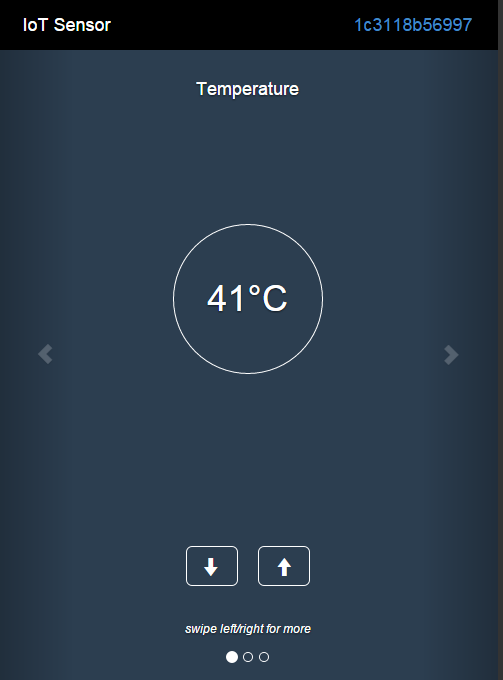 IoT Sensor 1c3118b56997
Temperature
41°C
swipe left/right for more